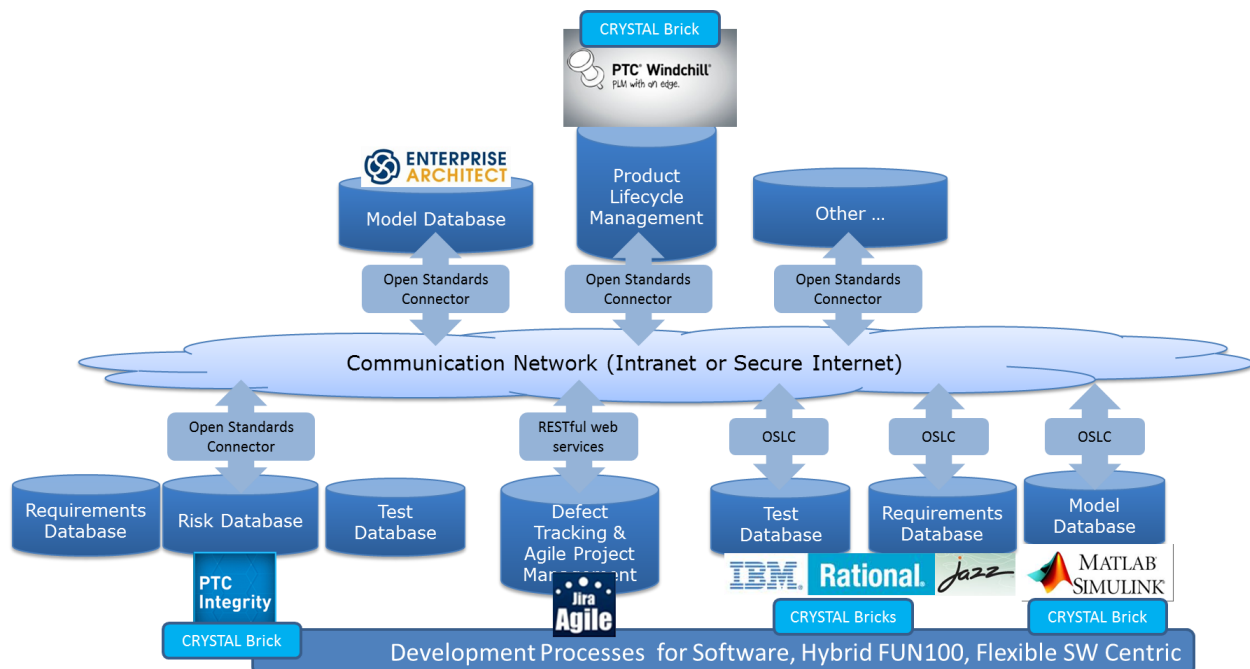 CRYSTAL Brick
PTC® Windchill®
PLM with an edge.
ENTERPRISE
ARCHITECT
Product
Lifecycle
Management
Model Database
Other ...
Open Standards
Connector
Open Standards
Connector
Open Standards
Connector
Communication Network (Intranet or Secure Internet)
Open Standards
Connector
RESTful web
services
OSLC
OSLC
OSLC
Requirements
Database
Risk Database
Test
Database
Defect
Tracking &
Agile Project
Management
Test
Database
Requirements
Database
Model
Database
PTC
Integrity
Jira
Agile
IBM®
Rational®
jazz
MATLAB
SIMULINK®
CRYSTAL Brick
CRYSTAL Bricks
CRYSTAL Brick
Development Processes for Software, Hybrid FUN100, Flexible SW Centric